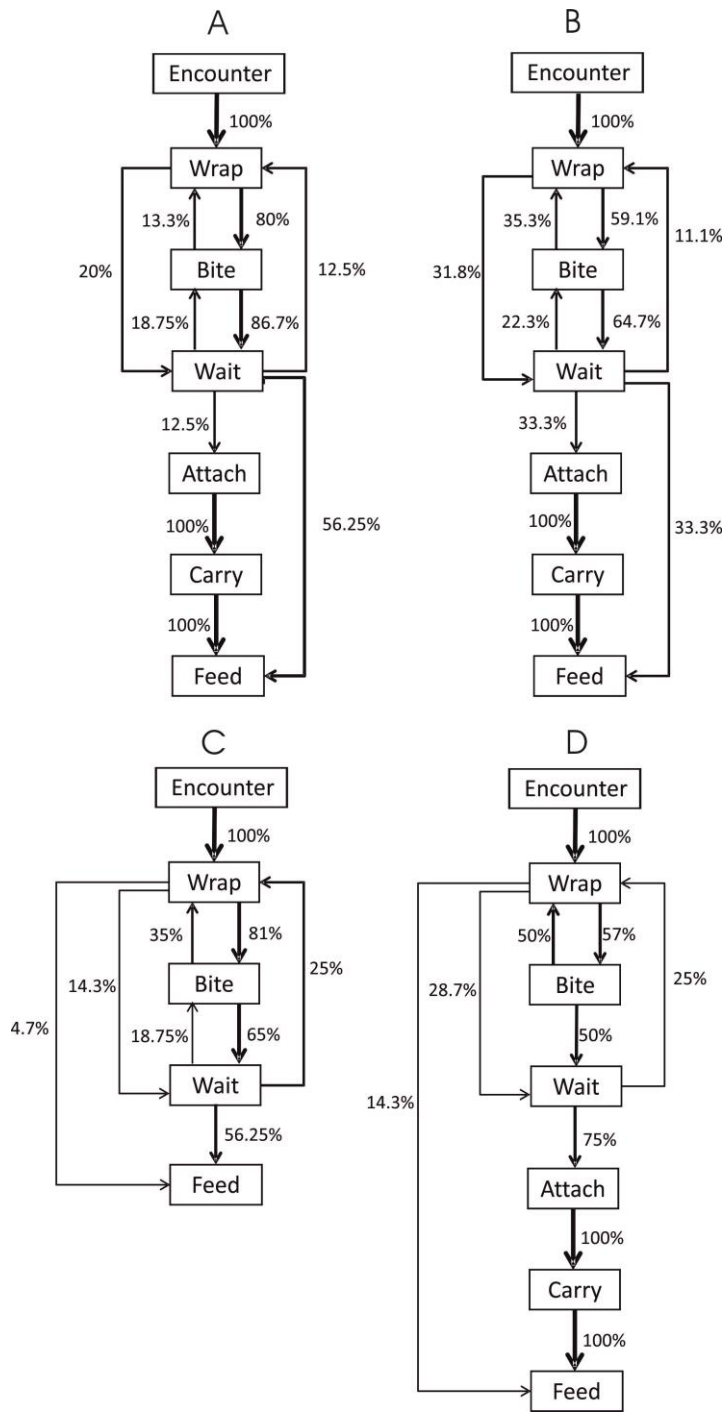 A
Encounter
100%
Wrap
13.3%
80%
20%
Bite
12.5%
18.75%
86.7%
Wait
12.5%
Attach
56.25%
100%
Carry
100%
Feed
B
Encounter
100%
Wrap
35.3%
59.1%
11.1%
31.8%
Bite
22.3%
64.7%
Wait
33.3%
Attach
100%
33.3%
Carry
100%
Feed
C
Encounter
100%
Wrap
35%
81%
14.3%
Bite
25%
4.7%
18.75%
65%
Wait
56.25%
Feed
D
Encounter
100%
Wrap
50%
57%
28.7%
Bite
25%
50%
14.3%
Wait
75%
Attach
100%
Carry
100%
Feed